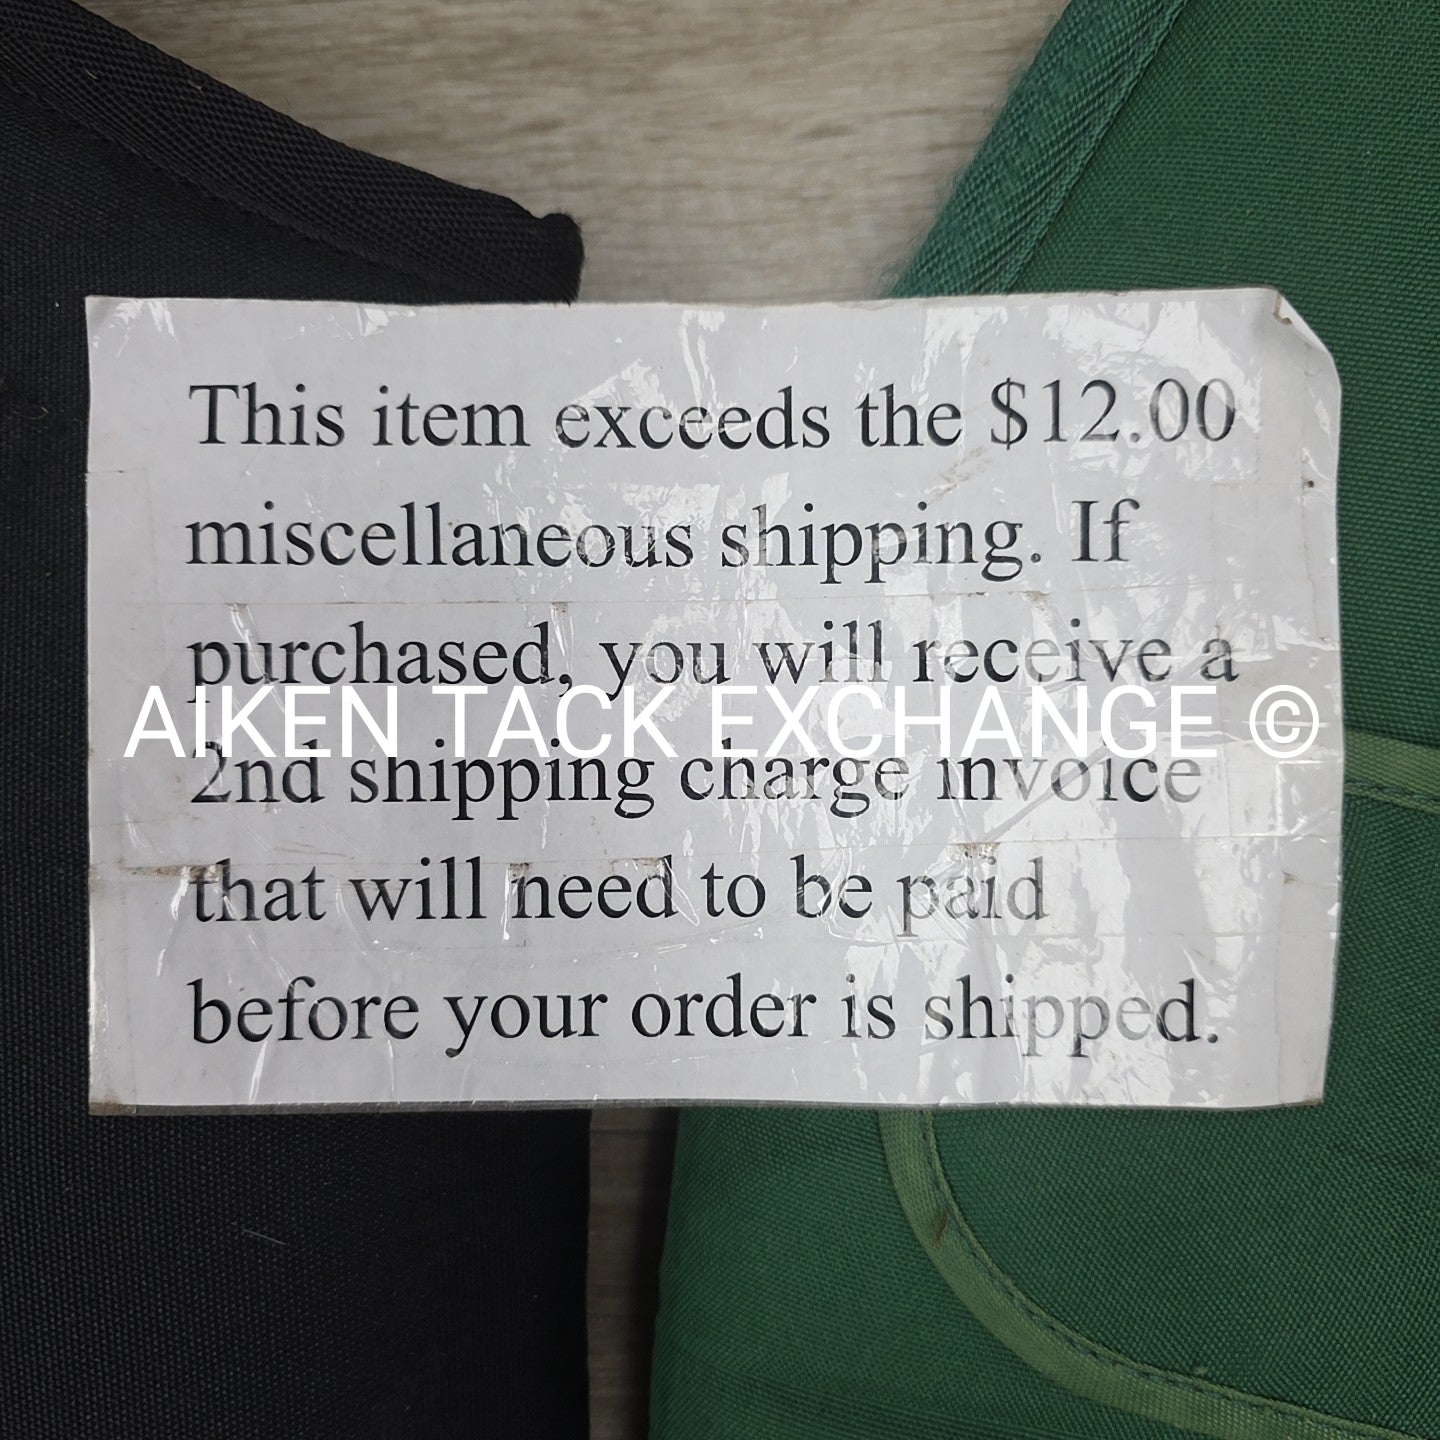 This item exceeds the $12.00
miscellaneous shipping. If
purchased, you will receive a
AIKEN TACK EXCHANGE ©
2nd shipping charge invoice
that will need to be paid
before your order is shipped.